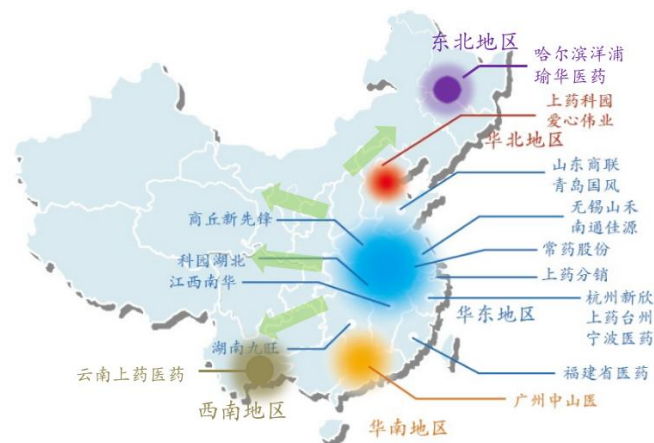 东北地区
哈尔滨洋浦
瑜华医药
上药科园
爱心伟业
华北地区
山东商联
青岛国风
无锡山禾
南通佳源
商丘新先锋
常药股份
科园湖北
上药分销
江西南华
杭州新欣
上药台州
宁波医药
华东地区
湖南九旺
福建省医药
云南上药医药
西南地区
广州中山医
华南地区